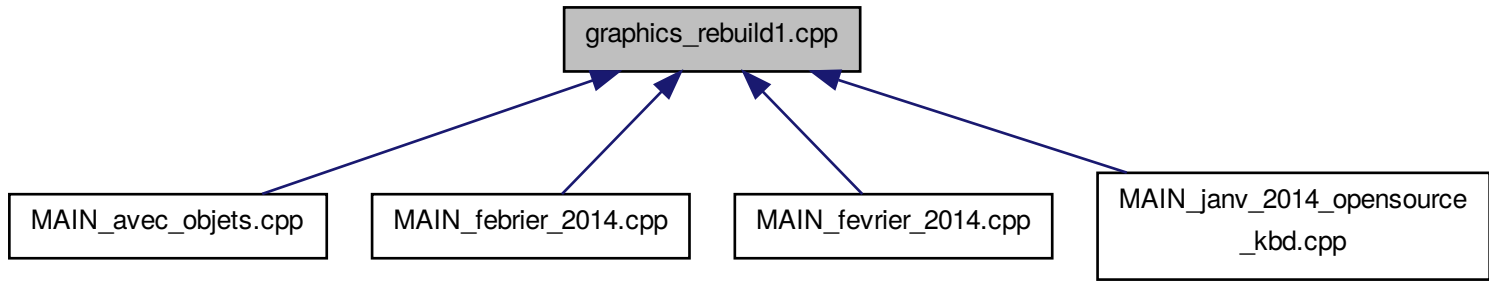 graphics_rebuild1.cpp
MAIN_avec_objets.cpp
MAIN_febrier_2014.cpp
MAIN_fevrier_2014.cpp
MAIN_janv_2014_opensource
_kbd.cpp